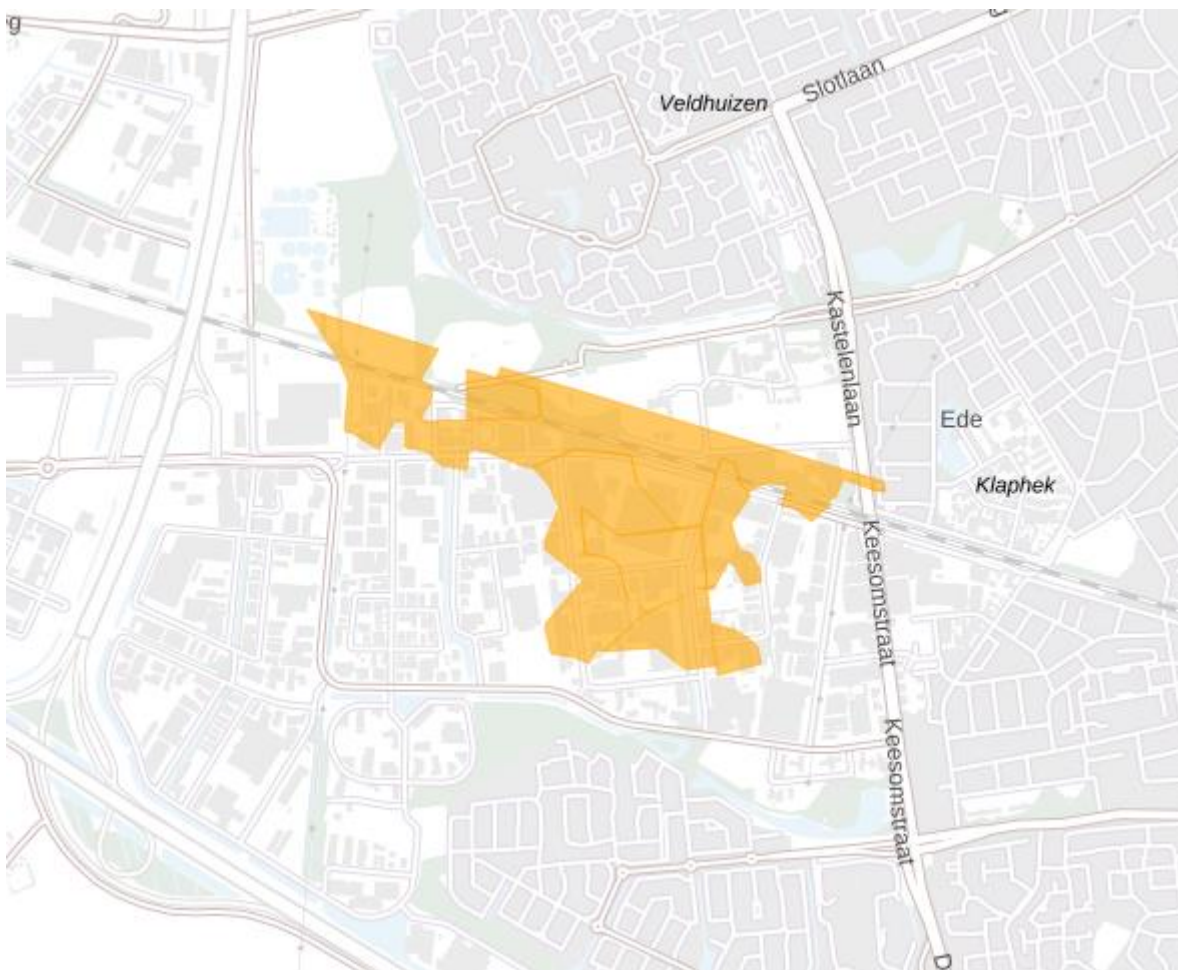 g
Slotlaan
Veldhuizen
Kastelenlaan
Ede
Klaphek
Keesomstraat
Keesomstraat
D